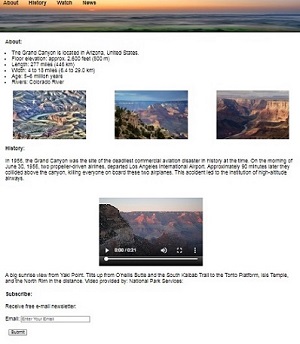 About History Watch News
About:
The Grand Canyon is located in Arizona, United States.
Floor elevation: approx. 2,600 feet (800 m)
Length: 277 miles (446 km)
Width: 4 to 18 miles (6.4 to 29.0 km)
Age: 5–6 million years
Rivers: Colorado River
History:
In 1956, the Grand Canyon was the site of the deadliest commercial aviation disaster in history at the time. On the morning of
June 30, 1956, two propeller-driven airlines, departed Los Angeles International Airport. Approximately 90 minutes later they
collided above the canyon, killing everyone on board these two airplanes. This accident led to the institution of high-altitude
airways.
0:00 / 0:31
A big sunrise view from Yaki Point. Tilts up from O'Neills Butte and the South Kaibab Trail to the Tonto Platform, Isis Temple,
and the North Rim in the distance. Video provided by: National Park Services:
Subscribe:
Receive free e-mail newsletter:
Email: Enter Your Email
Submit